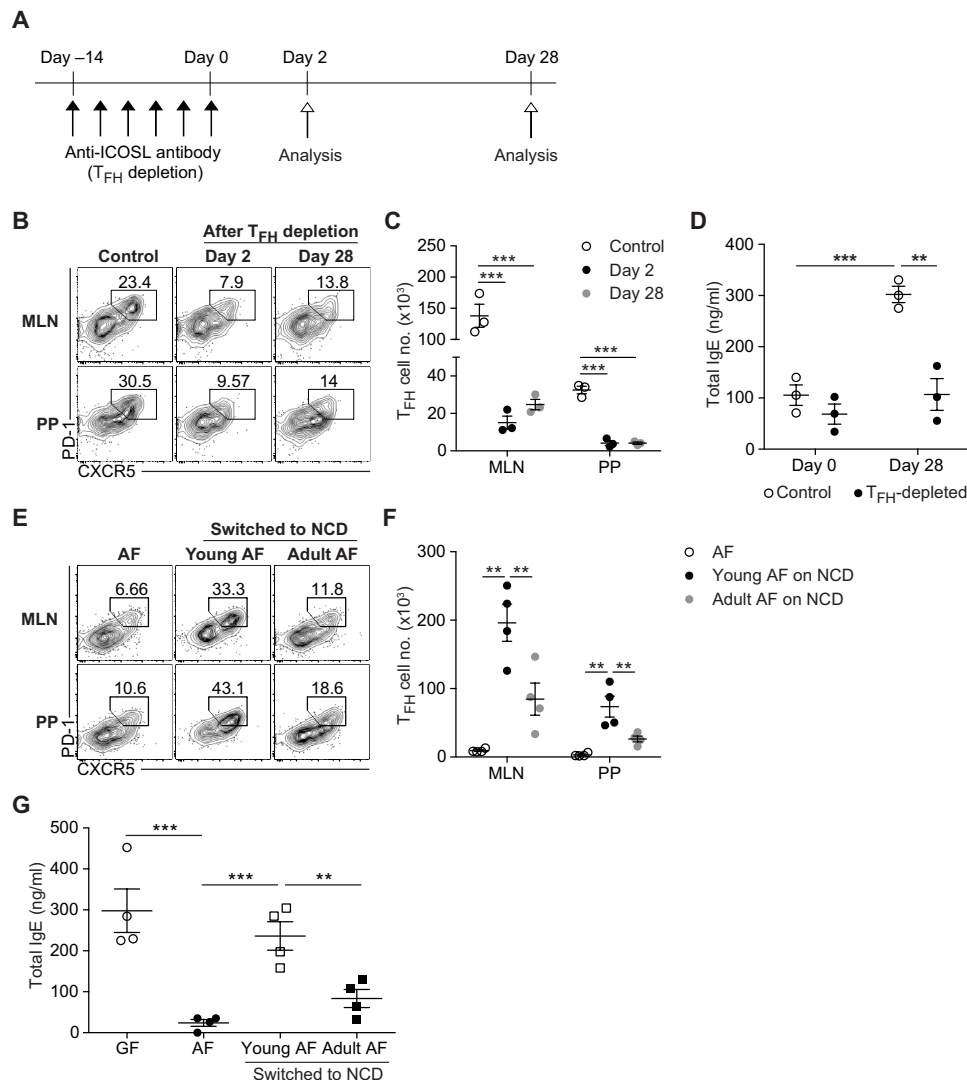 A
Day –14 Day 0 Day 2 Day 28
Anti-ICOSL antibody
(TFH depletion)
Analysis Analysis
B
After TFH depletion
Control Day 2 Day 28
MLN 23.4 7.9 13.8
PP 30.5 9.57 14
PD-1
CXCR5
C
TFH cell no. (x10³)
250
200
150
100
60
40
20
0
*** *** *** ***
MLN PP
Control
Day 2
Day 28
D
Total IgE (ng/ml)
400
300
200
100
0
*** **
Day 0 Day 28
Control TFH-depleted
E
Switched to NCD
AF Young AF Adult AF
MLN 6.66 33.3 11.8
PP 10.6 43.1 18.6
PD-1
CXCR5
F
TFH cell no. (x10³)
300
200
100
0
** ** ** **
MLN PP
AF
Young AF on NCD
Adult AF on NCD
G
Total IgE (ng/ml)
500
400
300
200
100
0
*** *** **
GF AF Young AF Adult AF
Switched to NCD